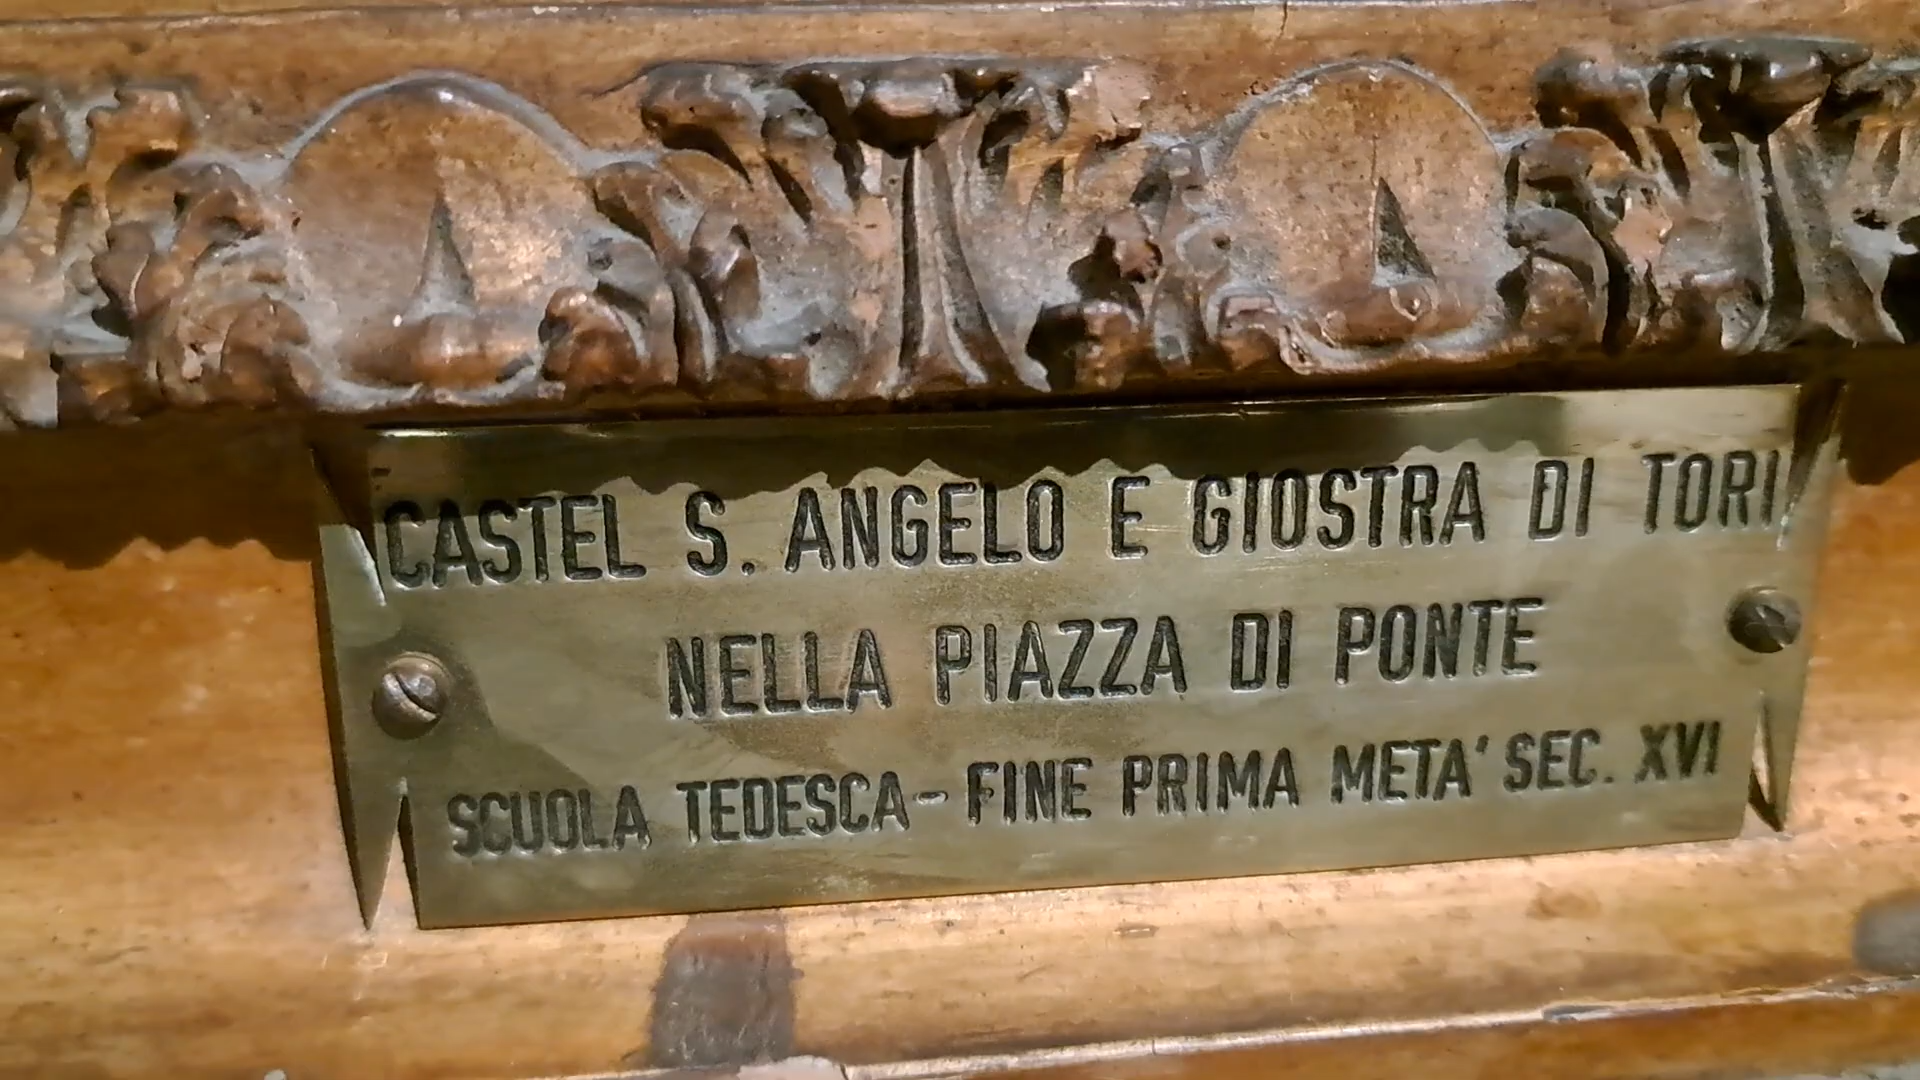 CASTEL S. ANGELO E GIOSTRA DI TORI
NELLA PIAZZA DI PONTE
SCUOLA TEDESCA - FINE PRIMA META' SEC. XVI